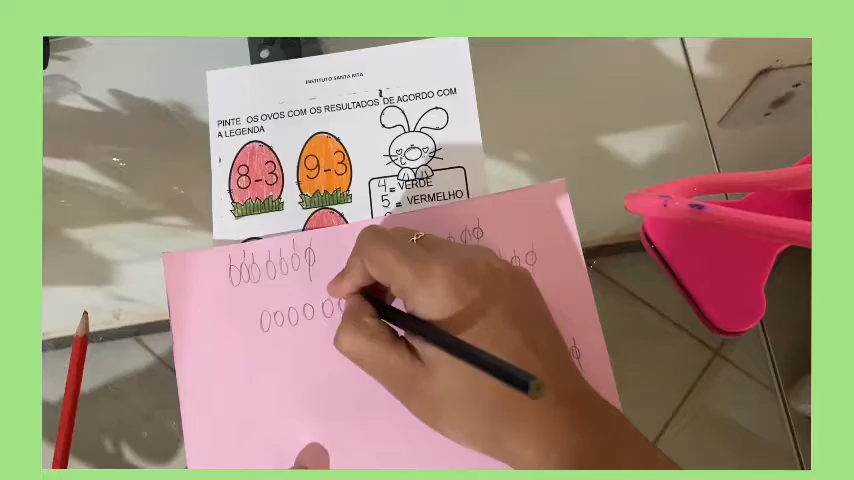 INSTITUTO SANTA RITA
PINTE OS OVOS COM OS RESULTADOS DE ACORDO COM
A LEGENDA
8-3
9-3
4 = VERDE
5 = VERMELHO